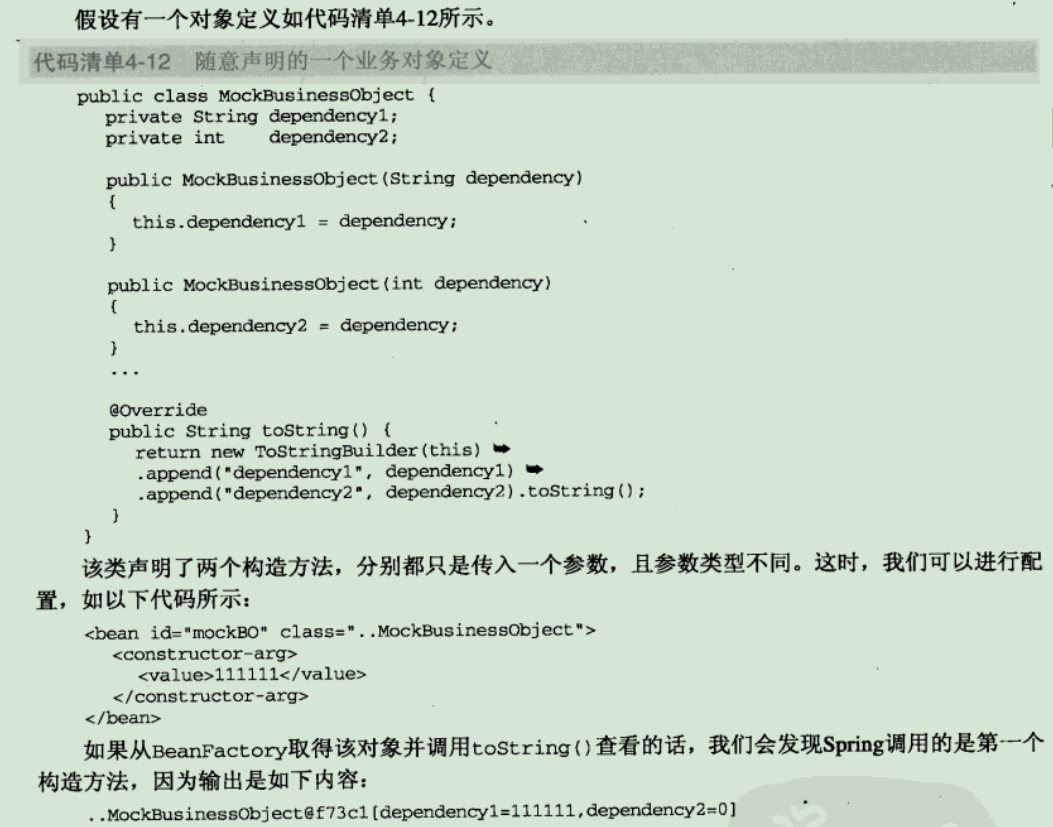 假设有一个对象定义如代码清单4-12所示。
代码清单4-12 随意声明的一个业务对象定义
public class MockBusinessObject {
private String dependency1;
private int dependency2;
public MockBusinessObject(String dependency)
{
this.dependency1 = dependency;
}
public MockBusinessObject(int dependency)
{
this.dependency2 = dependency;
}
...
@Override
public String toString() {
return new ToStringBuilder(this) ➥
.append("dependency1", dependency1) ➥
.append("dependency2", dependency2).toString();
}
}
该类声明了两个构造方法，分别都只是传入一个参数，且参数类型不同。这时，我们可以进行配
置，如以下代码所示：
<bean id="mockBO" class="..MockBusinessObject">
<constructor-arg>
<value>111111</value>
</constructor-arg>
</bean>
如果从BeanFactory取得该对象并调用toString()查看的话，我们会发现Spring调用的是第一个
构造方法，因为输出是如下内容：
..MockBusinessObject@f73c1[dependency1=111111,dependency2=0]